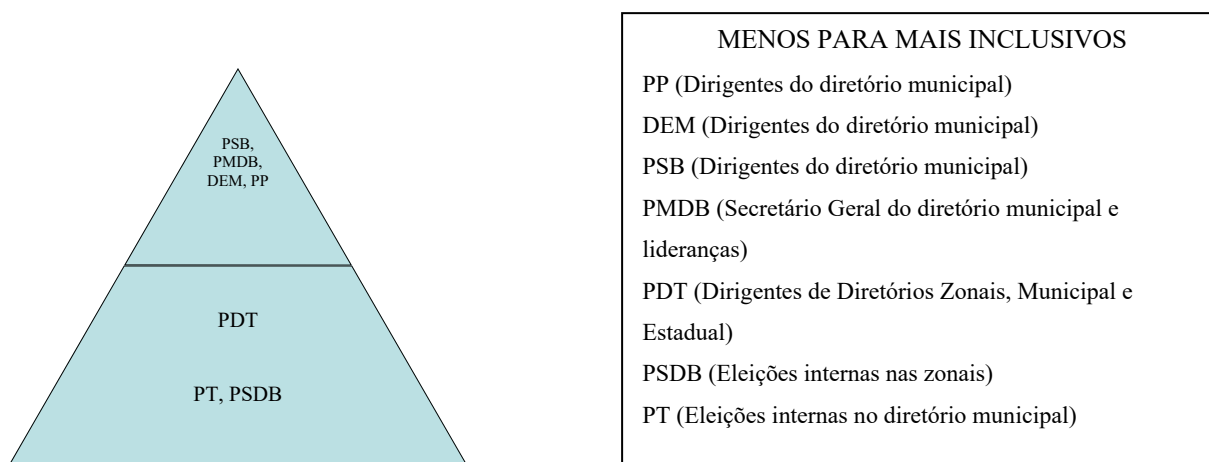 PSB,
PMDB,
DEM, PP
PDT
PT, PSDB
MENOS PARA MAIS INCLUSIVOS
PP (Dirigentes do diretório municipal)
DEM (Dirigentes do diretório municipal)
PSB (Dirigentes do diretório municipal)
PMDB (Secretário Geral do diretório municipal e
lideranças)
PDT (Dirigentes de Diretórios Zonais, Municipal e
Estadual)
PSDB (Eleições internas nas zonais)
PT (Eleições internas no diretório municipal)